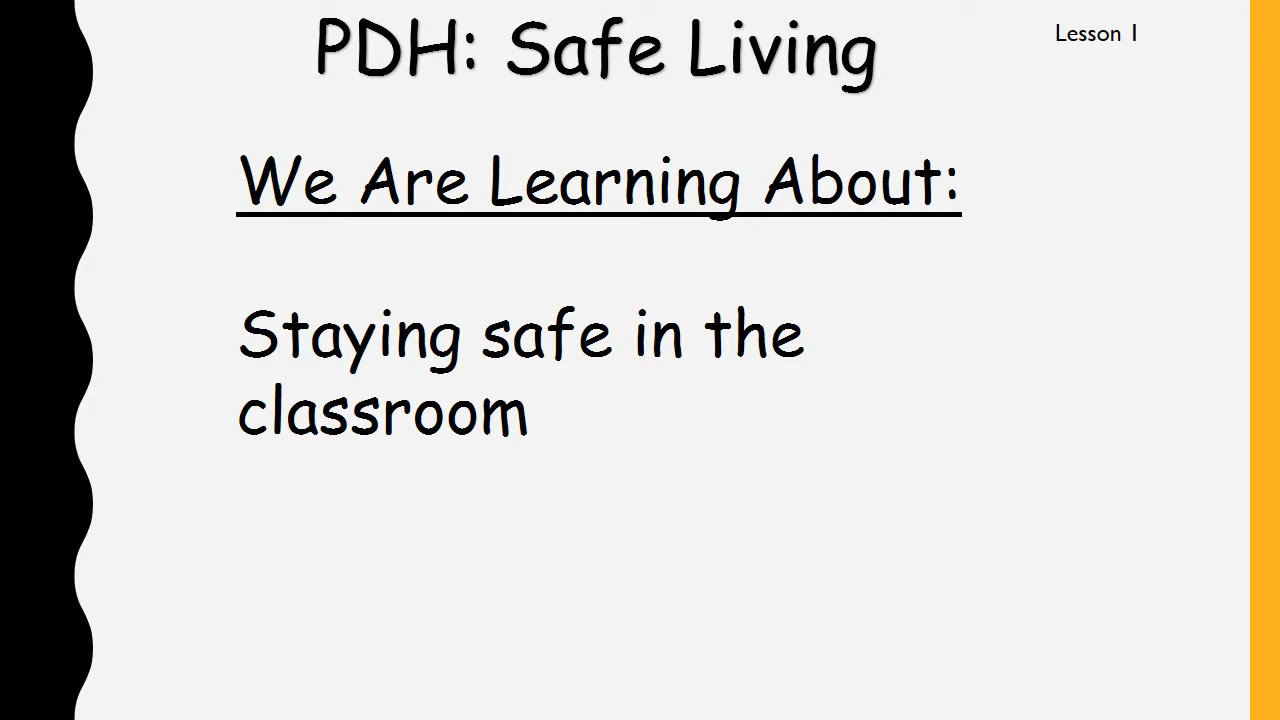 PDH: Safe Living
Lesson 1
We Are Learning About:
Staying safe in the
classroom